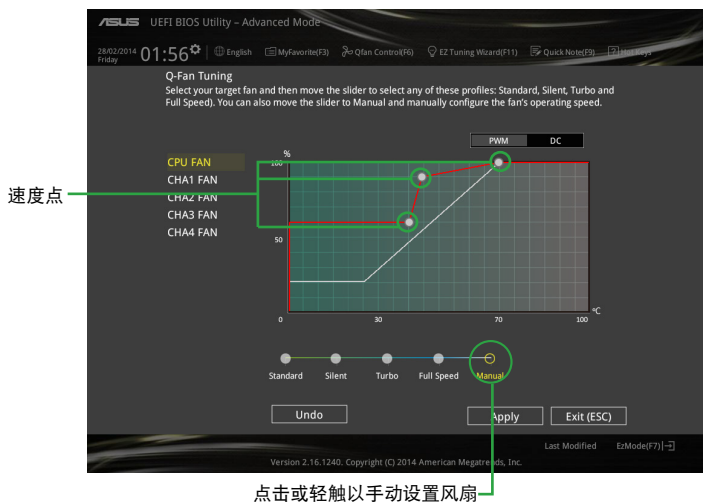 ASUS UEFI BIOS Utility – Advanced Mode
28/02/2014 Friday 01:56 English MyFavorite(F3) Qfan Control(F6) EZ Tuning Wizard(F11) Quick Note(F9) Hot Keys
Q-Fan Tuning
Select your target fan and then move the slider to select any of these profiles: Standard, Silent, Turbo and
Full Speed). You can also move the slider to Manual and manually configure the fan's operating speed.
PWM DC
%
CPU FAN
100
CHA1 FAN
速度点
CHA2 FAN
CHA3 FAN
CHA4 FAN
50
°C
0 30 70 100
Standard Silent Turbo Full Speed Manual
Undo Apply Exit (ESC)
Last Modified EzMode(F7)
Version 2.16.1240. Copyright (C) 2014 American Megatrends, Inc.
点击或轻触以手动设置风扇